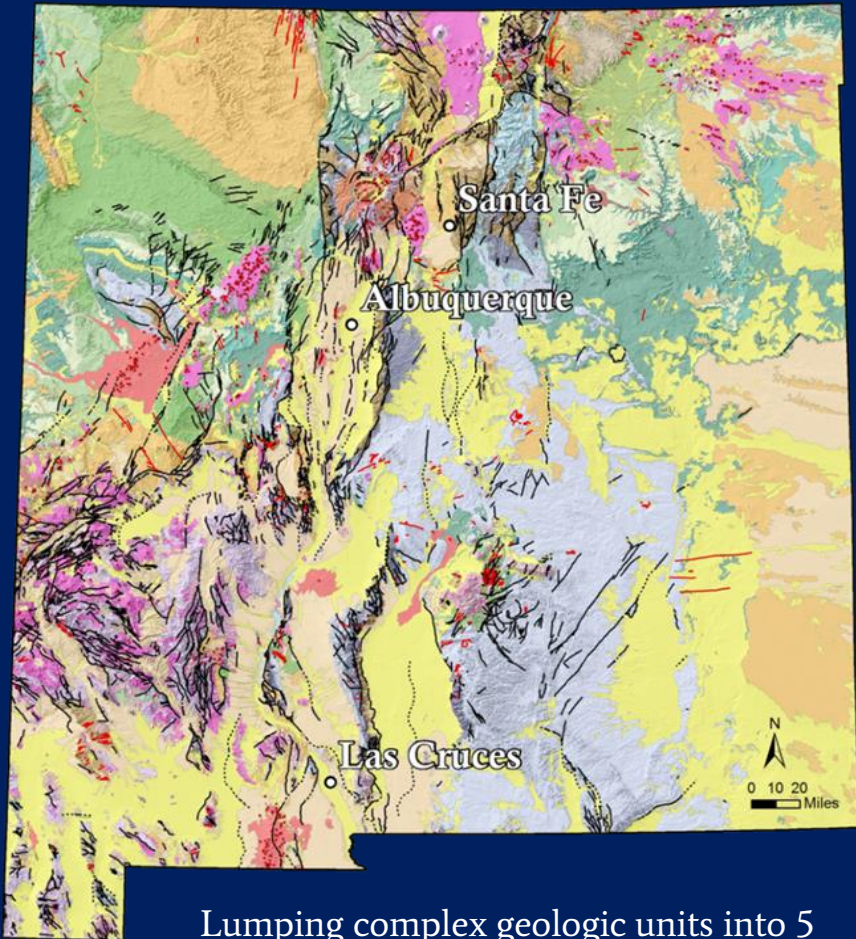 Santa Fe
Albuquerque
Las Cruces
N
0 10 20
Miles
Lumping complex geologic units into 5